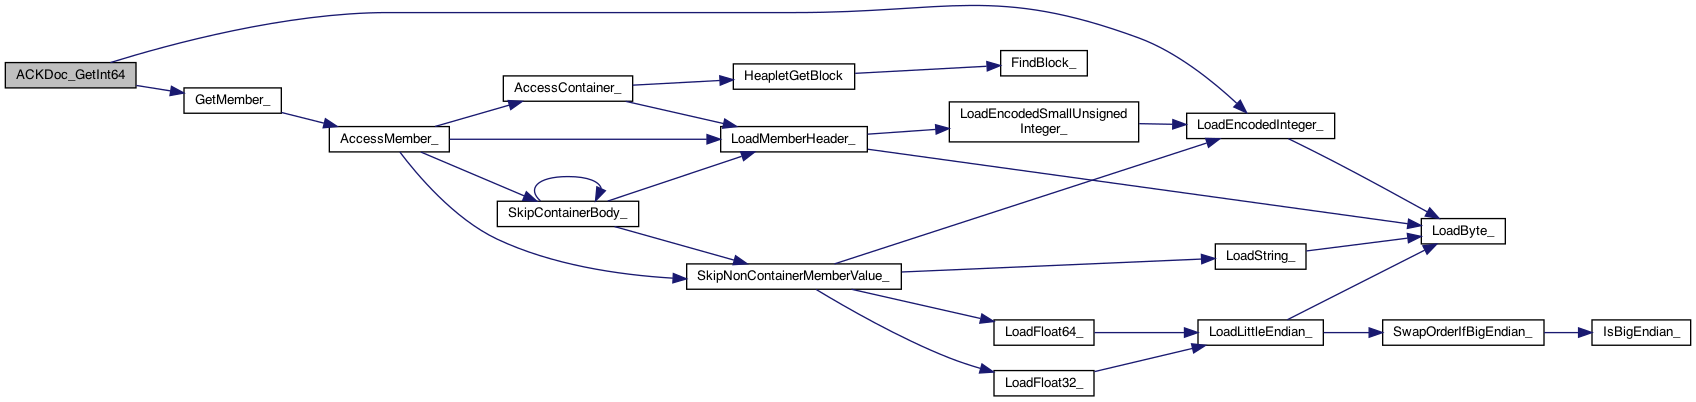 ACKDoc_GetInt64
GetMember_
AccessMember_
AccessContainer_
HeapletGetBlock
FindBlock_
LoadMemberHeader_
LoadEncodedSmallUnsigned
Integer_
LoadEncodedInteger_
SkipContainerBody_
SkipNonContainerMemberValue_
LoadString_
LoadByte_
LoadFloat64_
LoadFloat32_
LoadLittleEndian_
SwapOrderIfBigEndian_
IsBigEndian_